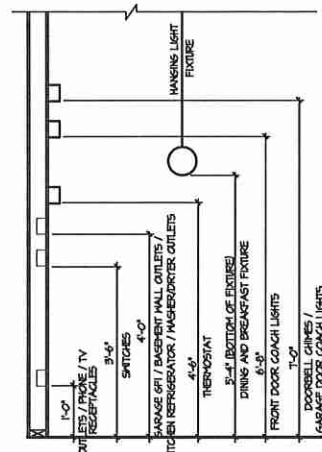 HANGING LIGHT
FIXTURE
1'-0"
OUTLETS / PHONE / TV
RECEPTACLES
3'-6"
SWITCHES
4'-0"
GARAGE GFI / BASEMENT WALL OUTLETS /
KITCHEN REFRIGERATOR / WASHER/DRYER OUTLETS
4'-6"
THERMOSTAT
5'-4" (BOTTOM OF FIXTURE)
DINING AND BREAKFAST FIXTURE
6'-8"
FRONT DOOR COACH LIGHTS
7'-0"
DOORBELL CHIMES /
GARAGE DOOR COACH LIGHTS